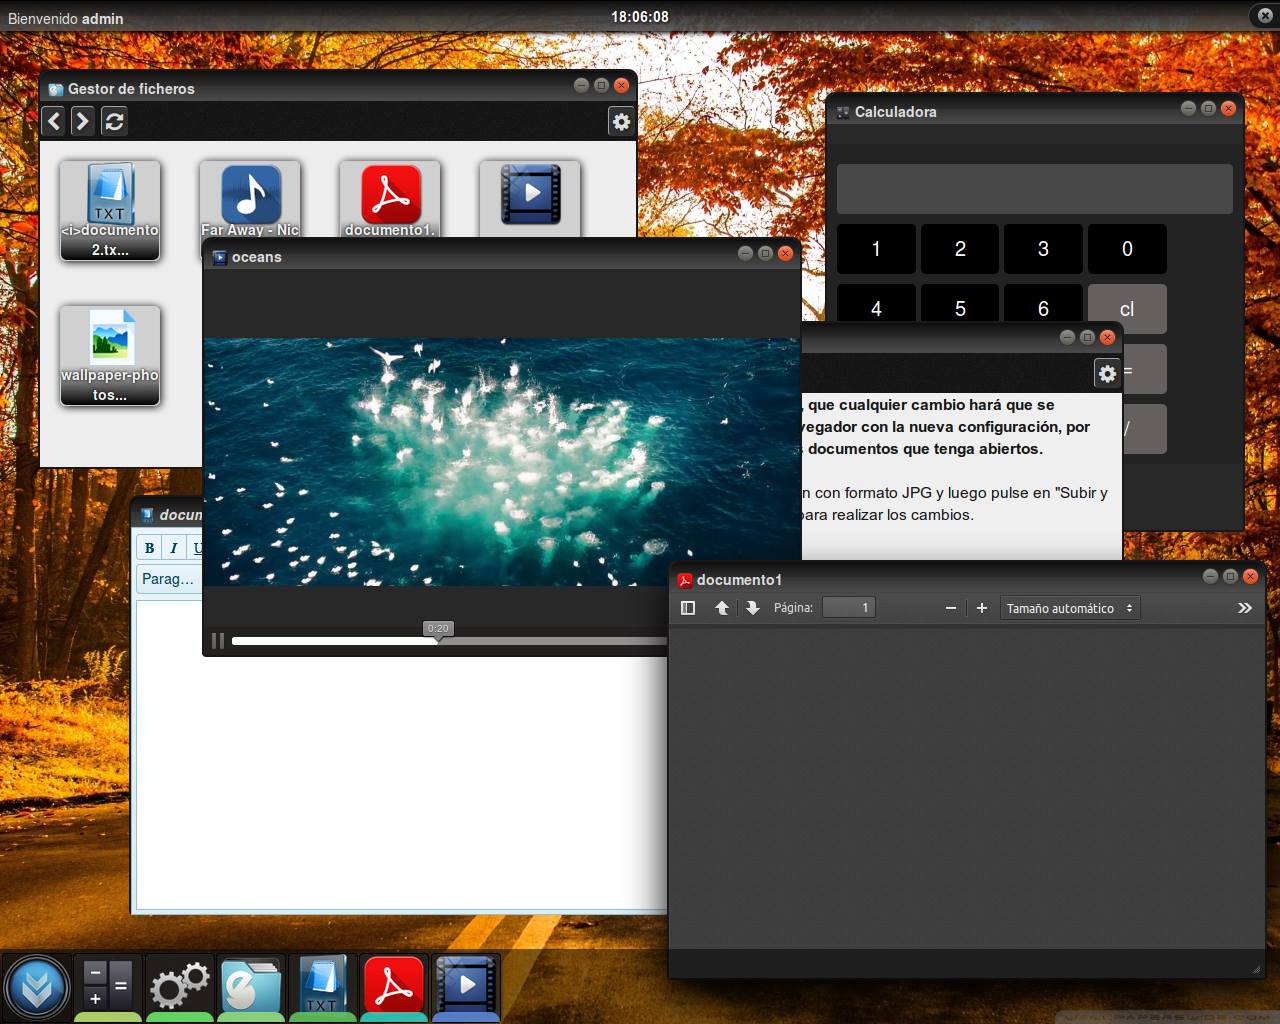 Bienvenido admin
18:06:08
Gestor de ficheros
TXT
<i>documento
2.tx...
Far Away - Nic
documento1.
wallpaper-pho
tos...
Calculadora
1 2 3 0
4 5 6 cl
=
/
oceans
0:20
, que cualquier cambio hará que se
vegador con la nueva configuración, por
s documentos que tenga abiertos.
n con formato JPG y luego pulse en "Subir y
para realizar los cambios.
docum
B I U
Parag...
documento1
Página: 1
Tamaño automático
TXT